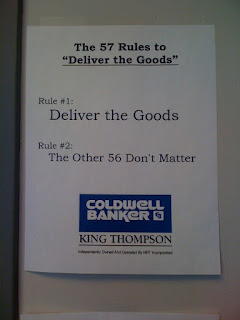 The 57 Rules to
"Deliver the Goods"
Rule #1:
Deliver the Goods
Rule #2:
The Other 56 Don't Matter
COLDWELL
BANKER
KING THOMPSON
Independently Owned And Operated By NRT Incorporated